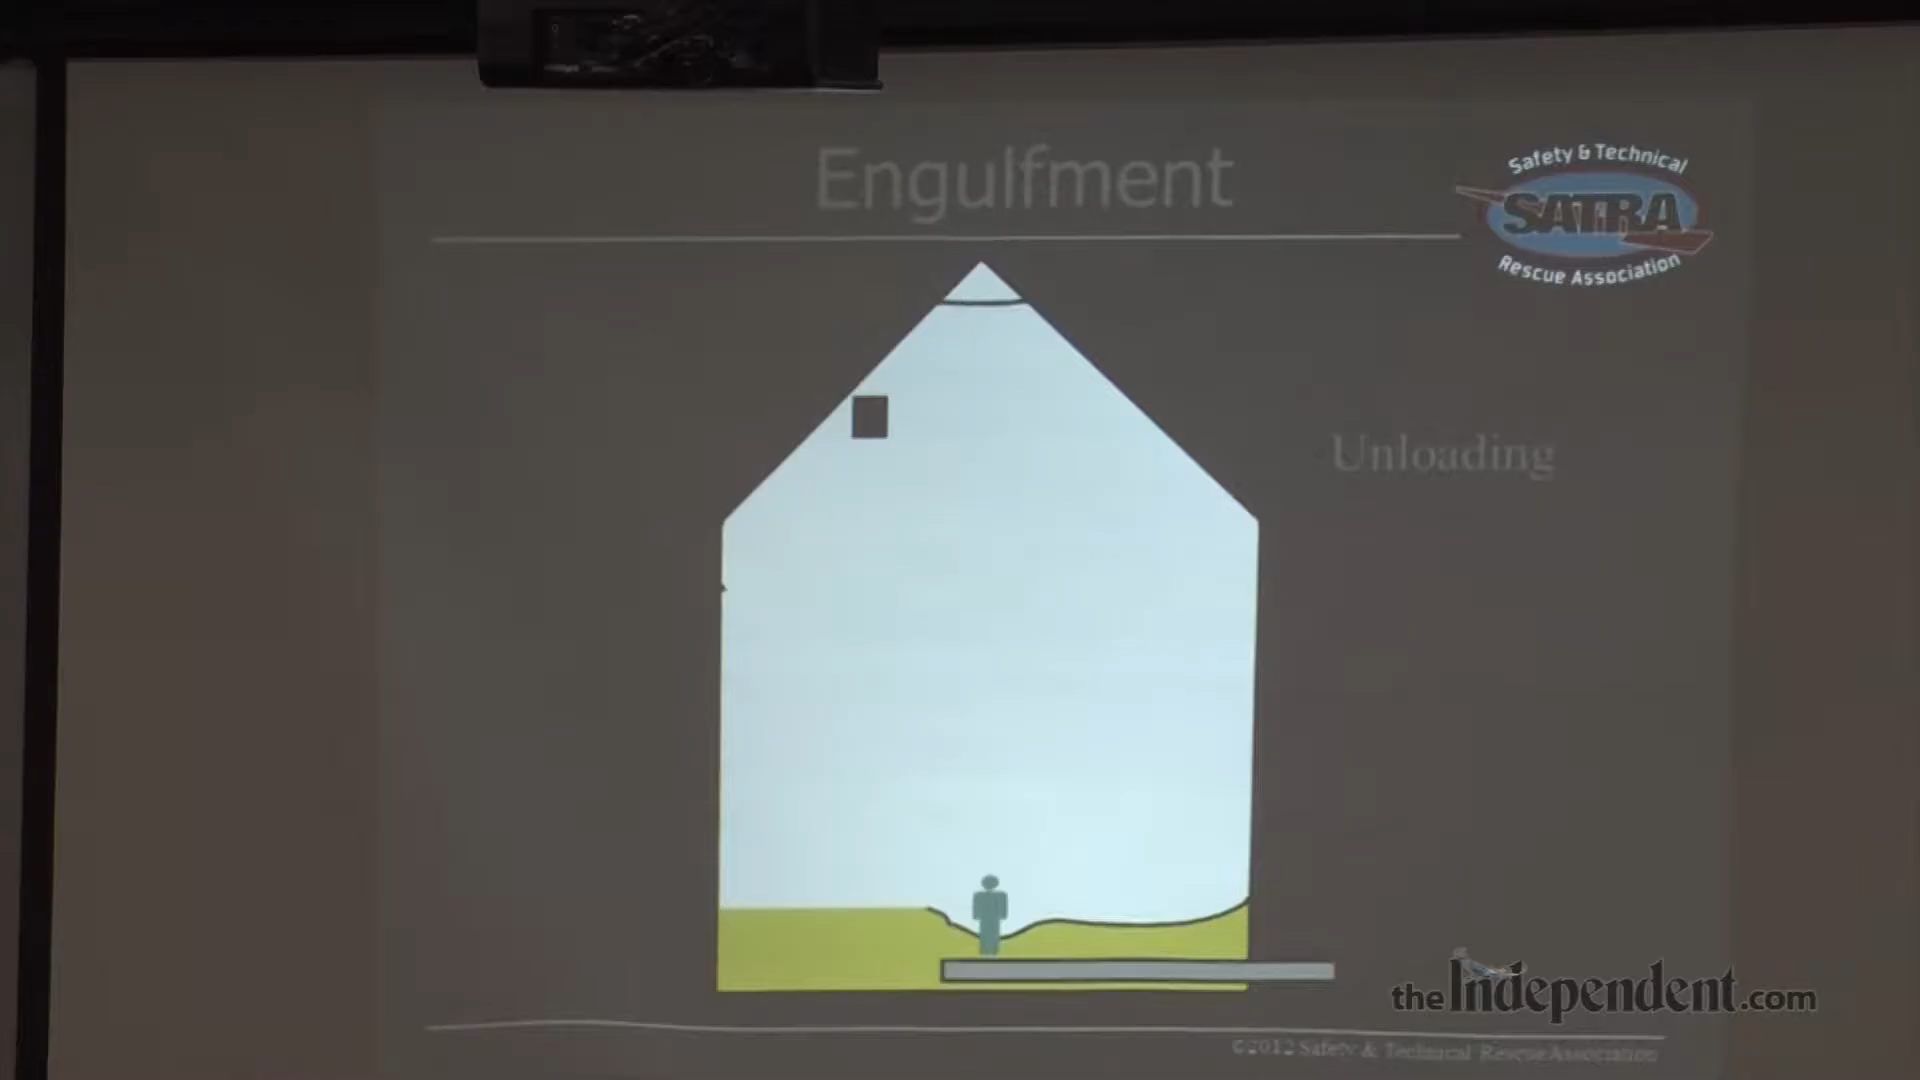 Engulfment
Safety & Technical
SATRA
Rescue Association
Unloading
theIndependent.com
©2012 Safety & Technical Rescue Association